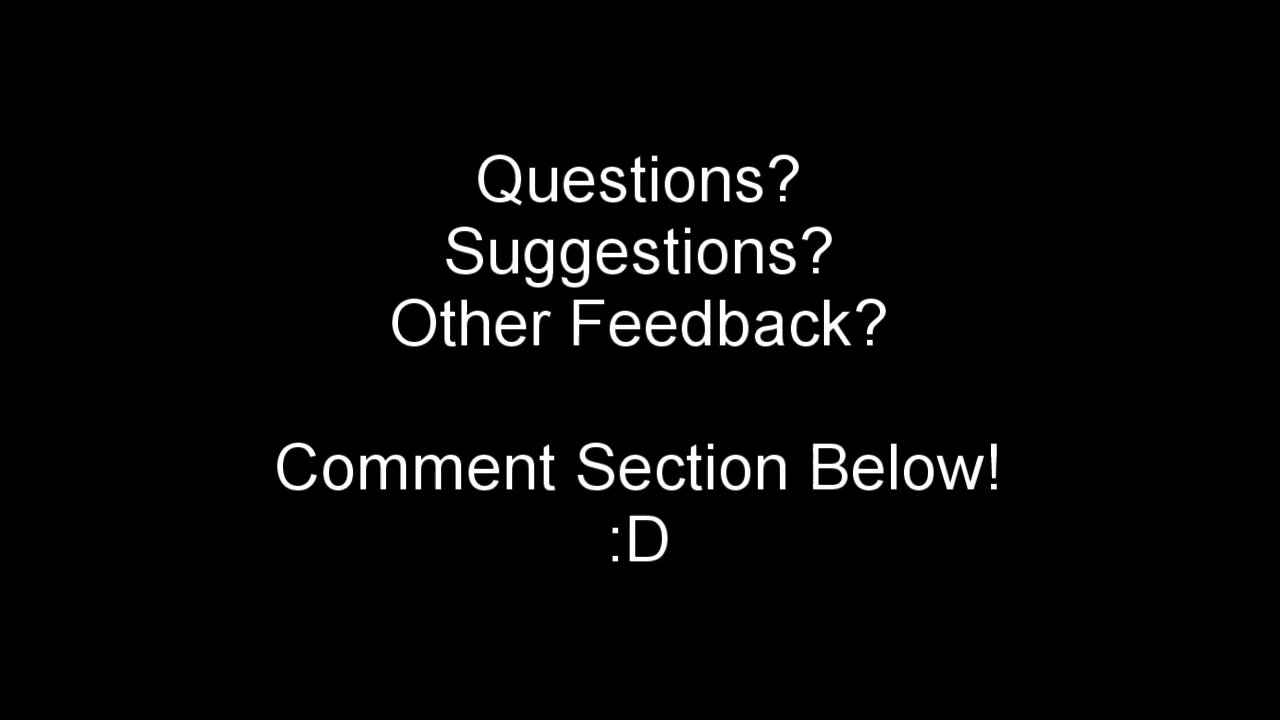 Questions?
Suggestions?
Other Feedback?
Comment Section Below!
:D